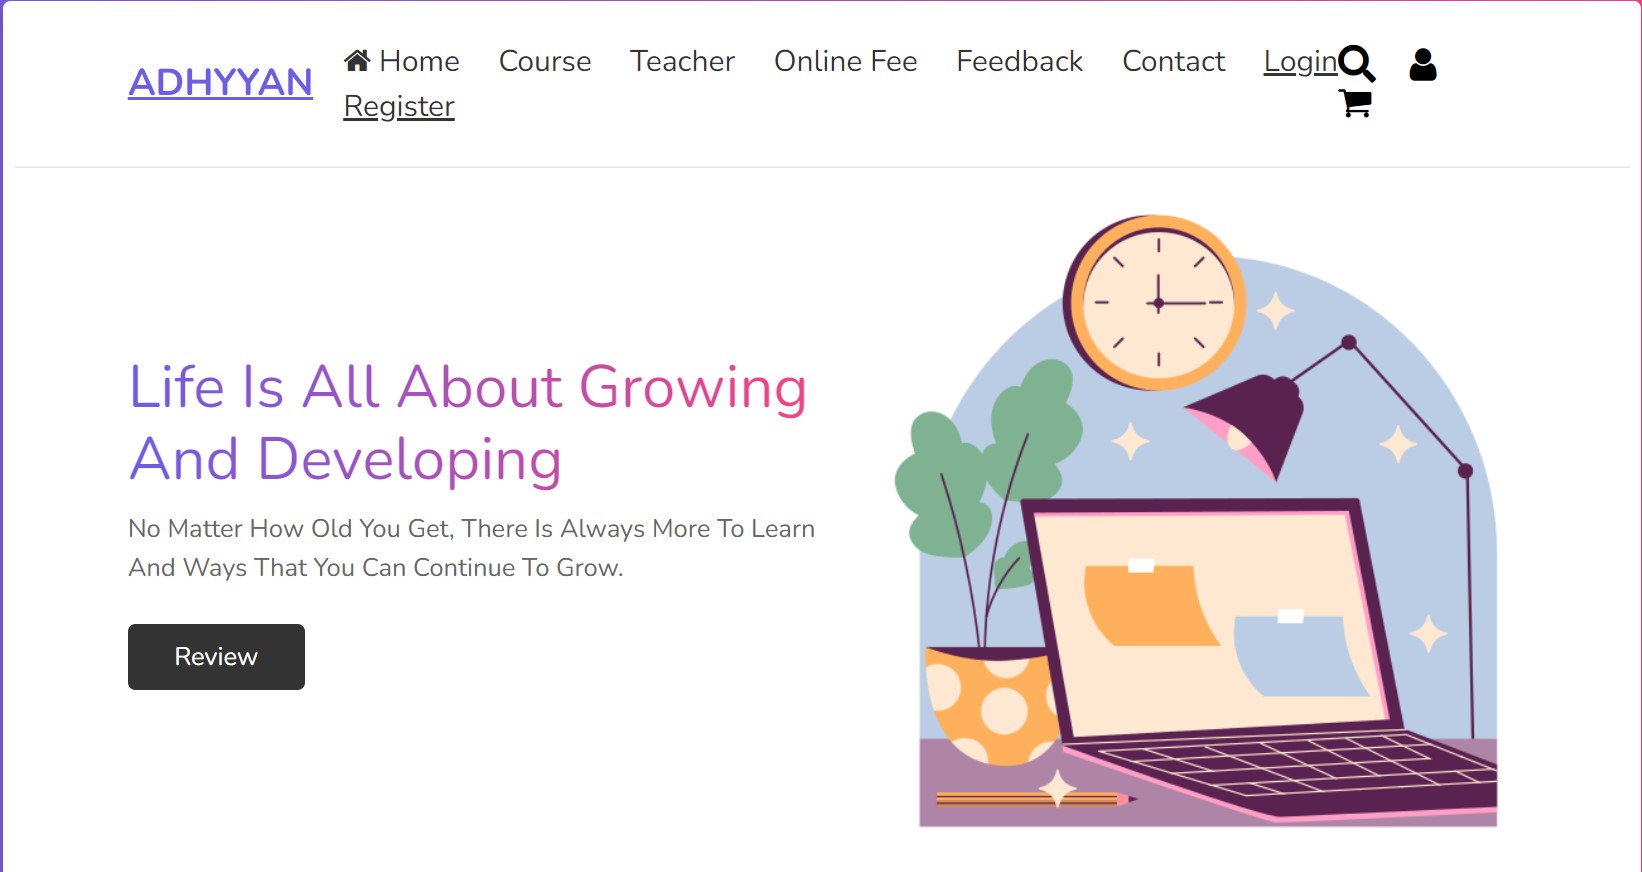 ADHYYAN
Home Course Teacher Online Fee Feedback Contact Login
Register
Life Is All About Growing
And Developing
No Matter How Old You Get, There Is Always More To Learn
And Ways That You Can Continue To Grow.
Review